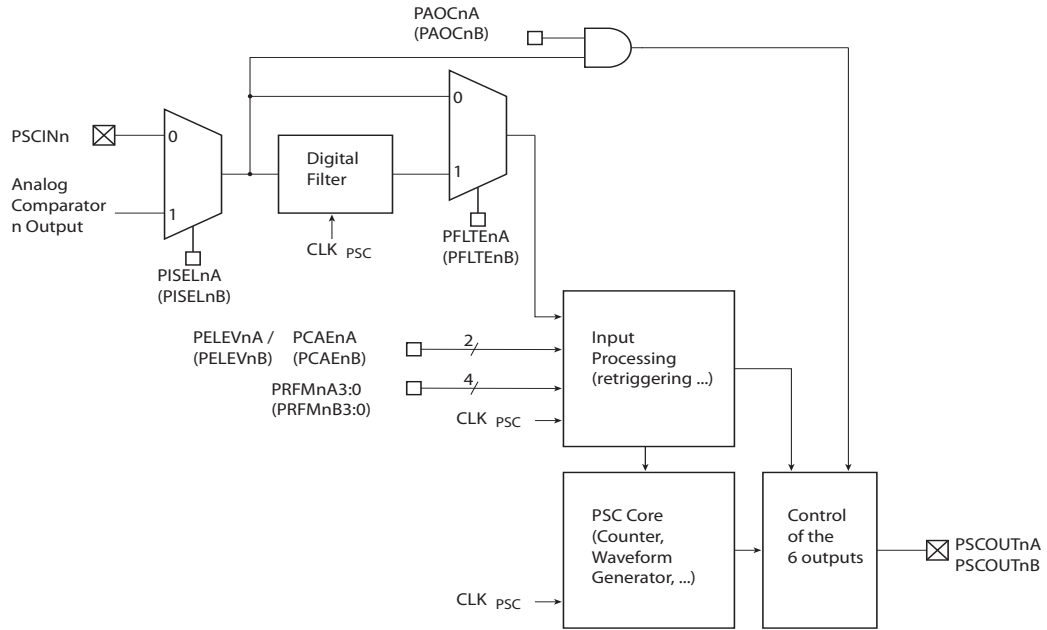 PAOCnA
(PAOCnB)
0
PSCINn
0
Digital
Filter
1
Analog
Comparator
n Output
1
CLK PSC
PFLTEnA
(PFLTEnB)
PISELnA
(PISELnB)
PELEVnA / PCAEnA
(PELEVnB) (PCAEnB)
2
Input
Processing
(retriggering ...)
PRFMnA3:0
(PRFMnB3:0)
4
CLK PSC
PSC Core
(Counter,
Waveform
Generator, ...)
Control
of the
6 outputs
PSCOUTnA
PSCOUTnB
CLK PSC